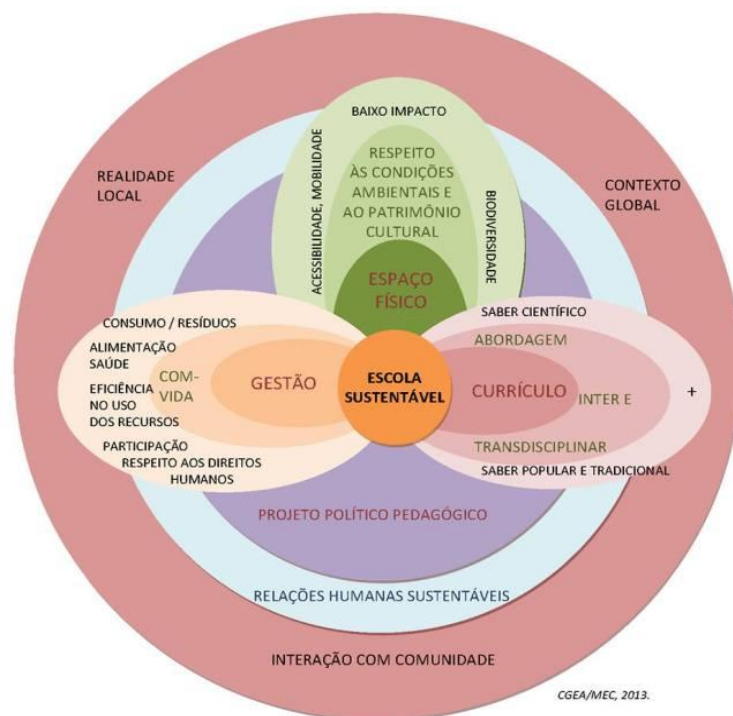 BAIXO IMPACTO
ACESSIBILIDADE, MOBILIDADE
RESPEITO
ÀS CONDIÇÕES
AMBIENTAIS E
AO PATRIMÔNIO
CULTURAL
BIODIVERSIDADE
REALIDADE
LOCAL
CONTEXTO
GLOBAL
ESPAÇO
FÍSICO
CONSUMO / RESÍDUOS
ALIMENTAÇÃO
SAÚDE
EFICIÊNCIA
NO USO
DOS RECURSOS
PARTICIPAÇÃO
RESPEITO AOS DIREITOS
HUMANOS
COM-
VIDA
GESTÃO
ESCOLA
SUSTENTÁVEL
CURRÍCULO
SABER CIENTÍFICO
ABORDAGEM
INTER E
+
TRANSDISCIPLINAR
SABER POPULAR E TRADICIONAL
PROJETO POLÍTICO PEDAGÓGICO
RELAÇÕES HUMANAS SUSTENTÁVEIS
INTERAÇÃO COM COMUNIDADE
CGEA/MEC, 2013.